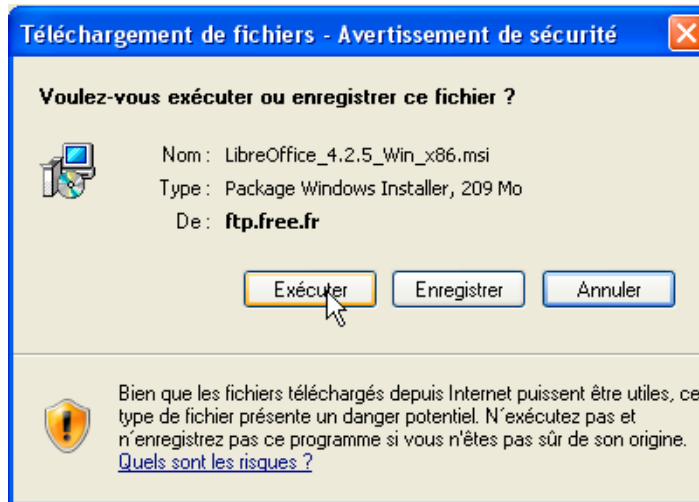 Téléchargement de fichiers - Avertissement de sécurité
Voulez-vous exécuter ou enregistrer ce fichier ?
Nom : LibreOffice_4.2.5_Win_x86.msi
Type : Package Windows Installer, 209 Mo
De : ftp.free.fr
Exécuter Enregistrer Annuler
Bien que les fichiers téléchargés depuis Internet puissent être utiles, ce
type de fichier présente un danger potentiel. N´exécutez pas et
n´enregistrez pas ce programme si vous n'êtes pas sûr de son origine.
Quels sont les risques ?